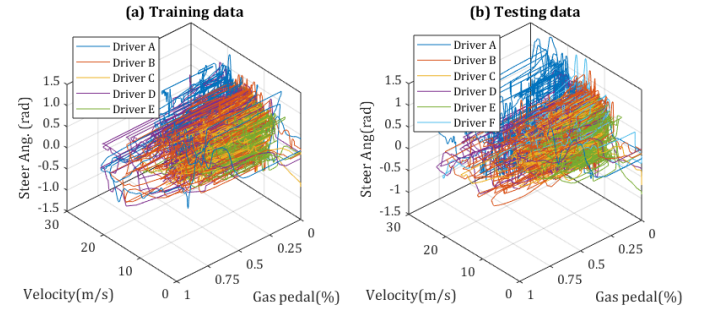 (a) Training data
Driver A
Driver B
Driver C
Driver D
Driver E
Steer Ang. (rad)
1.5
1.0
0.5
0.0
-0.5
-1.0
-1.5
30
20
10
0
Velocity(m/s)
1
0.75
0.5
0.25
0
Gas pedal(%)
(b) Testing data
Driver A
Driver B
Driver C
Driver D
Driver E
Driver F
Steer Ang(rad)
1.5
1
0.5
0
-0.5
-1
-1.5
30
20
10
0
Velocity(m/s)
1
0.75
0.5
0.25
0
Gas pedal(%)